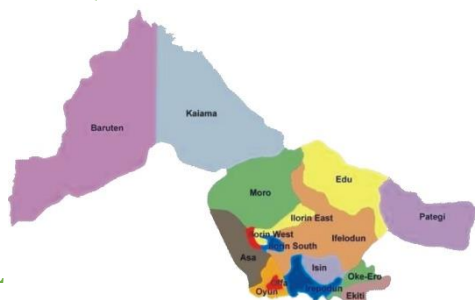 Kaiama
Baruten
Edu
Moro
Pategi
Ilorin East
Ilorin West
Ifelodun
Ilorin South
Asa
Isin
Oke-Ero
Oyun
Ekiti